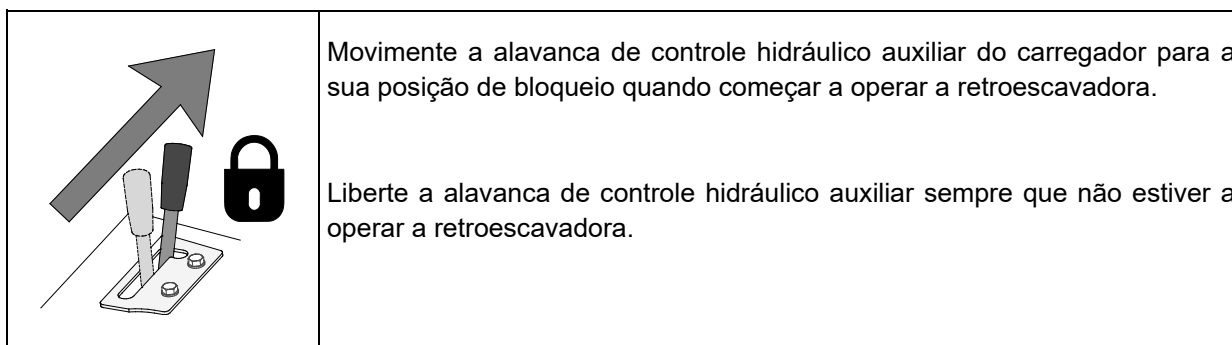 Movimente a alavanca de controle hidráulico auxiliar do carregador para a
sua posição de bloqueio quando começar a operar a retroescavadora.
Liberte a alavanca de controle hidráulico auxiliar sempre que não estiver a
operar a retroescavadora.